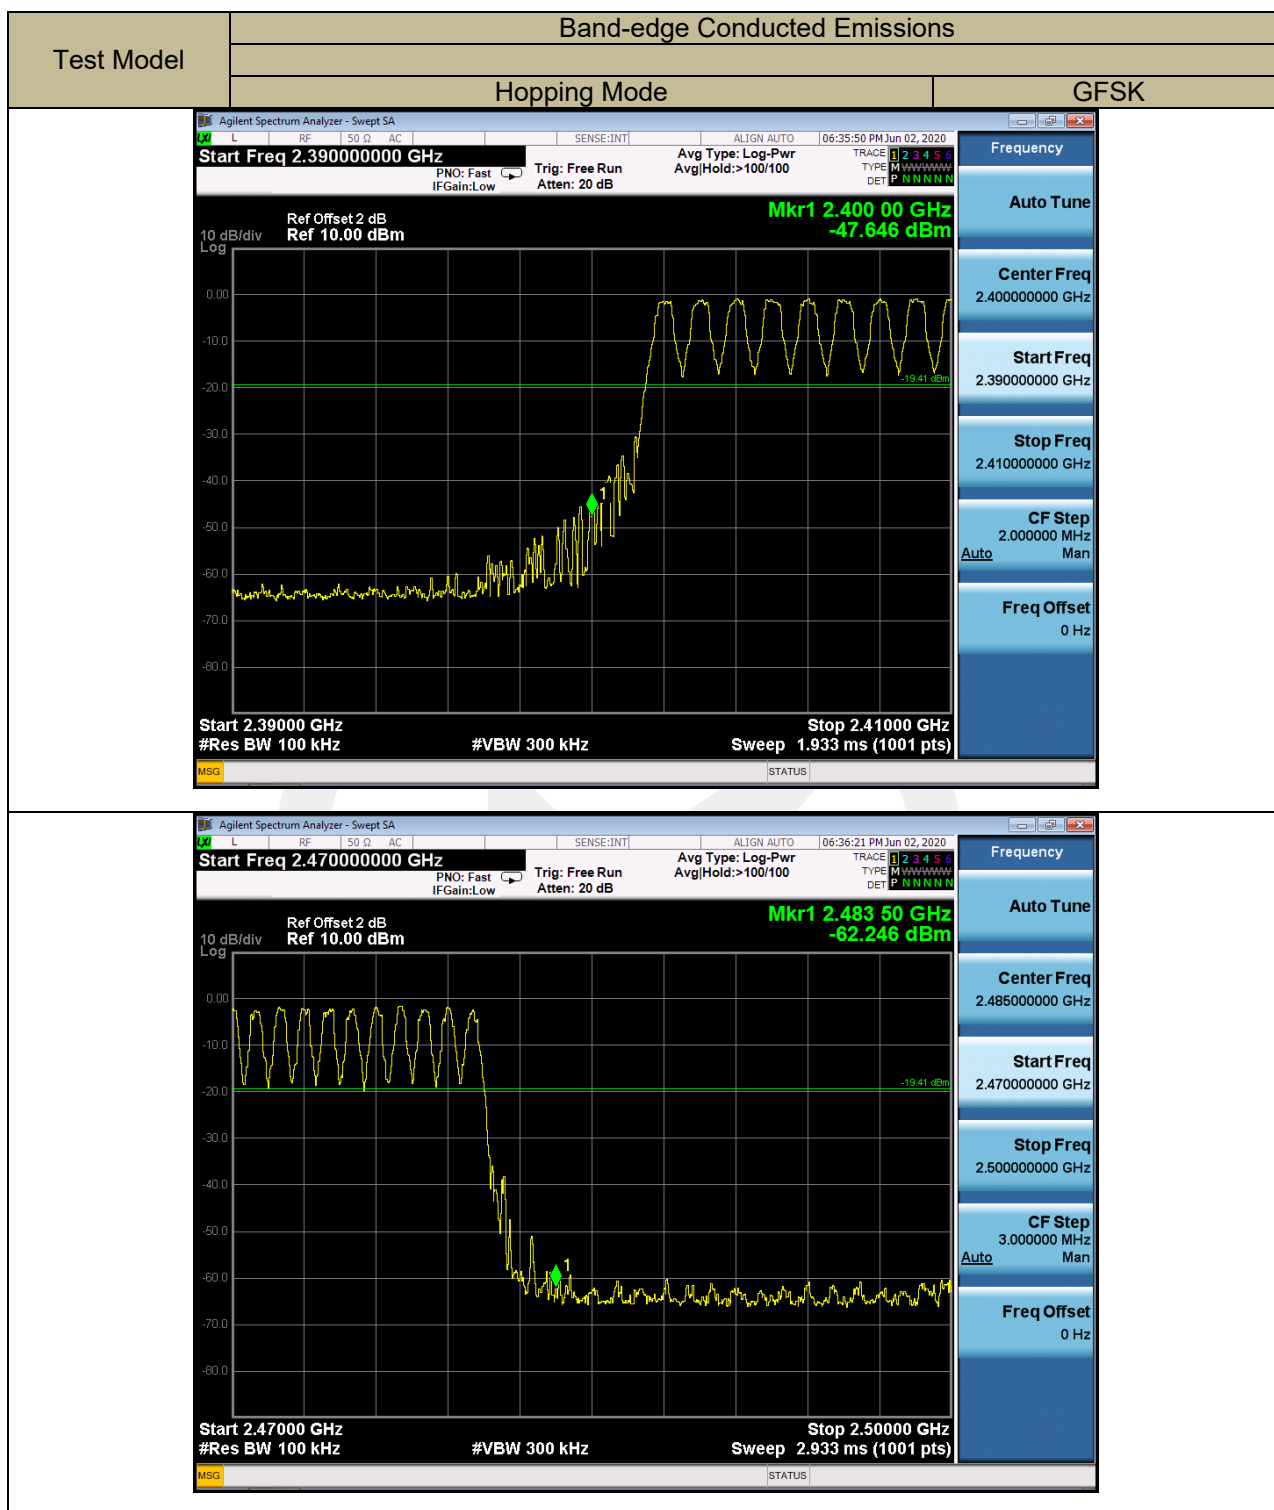 Test Model
Band-edge Conducted Emissions
Hopping Mode
GFSK
Agilent Spectrum Analyzer - Swept SA
LXI L RF 50 Ω AC SENSE:INT ALIGN AUTO 06:35:50 PM Jun 02, 2020
Start Freq 2.390000000 GHz
PNO: Fast
IFGain:Low
Trig: Free Run
Atten: 20 dB
Avg Type: Log-Pwr
Avg|Hold:>100/100
TRACE 1 2 3 4 5 6
TYPE M WWWWW
DET P N N N N N
Mkr1 2.400 00 GHz
-47.646 dBm
Ref Offset 2 dB
10 dB/div Ref 10.00 dBm
Log
0.00
-10.0
-20.0
-30.0
-40.0
-50.0
-60.0
-70.0
-80.0
-19.41 dBm
1
Start 2.39000 GHz
Stop 2.41000 GHz
#Res BW 100 kHz
#VBW 300 kHz
Sweep 1.933 ms (1001 pts)
MSG
STATUS
Frequency
Auto Tune
Center Freq
2.400000000 GHz
Start Freq
2.390000000 GHz
Stop Freq
2.410000000 GHz
CF Step
2.000000 MHz
Auto Man
Freq Offset
0 Hz
Agilent Spectrum Analyzer - Swept SA
LXI L RF 50 Ω AC SENSE:INT ALIGN AUTO 06:36:21 PM Jun 02, 2020
Start Freq 2.470000000 GHz
PNO: Fast
IFGain:Low
Trig: Free Run
Atten: 20 dB
Avg Type: Log-Pwr
Avg|Hold:>100/100
TRACE 1 2 3 4 5 6
TYPE M WWWWW
DET P N N N N N
Mkr1 2.483 50 GHz
-62.246 dBm
Ref Offset 2 dB
10 dB/div Ref 10.00 dBm
Log
0.00
-10.0
-20.0
-30.0
-40.0
-50.0
-60.0
-70.0
-80.0
-19.41 dBm
1
Start 2.47000 GHz
Stop 2.50000 GHz
#Res BW 100 kHz
#VBW 300 kHz
Sweep 2.933 ms (1001 pts)
MSG
STATUS
Frequency
Auto Tune
Center Freq
2.485000000 GHz
Start Freq
2.470000000 GHz
Stop Freq
2.500000000 GHz
CF Step
3.000000 MHz
Auto Man
Freq Offset
0 Hz